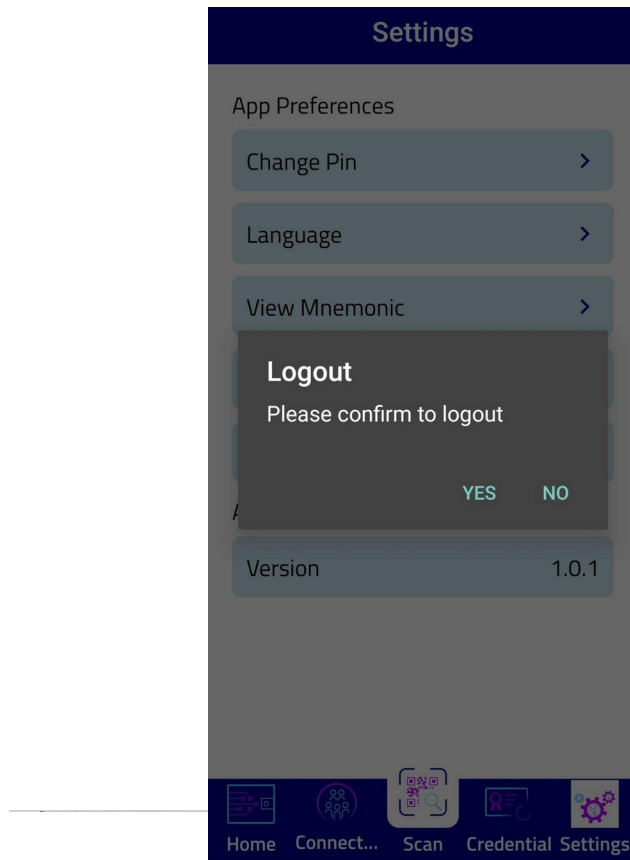 Settings
App Preferences
Change Pin
Language
View Mnemonic
Logout
Please confirm to logout
YES NO
Version 1.0.1
Home Connect... Scan Credential Settings